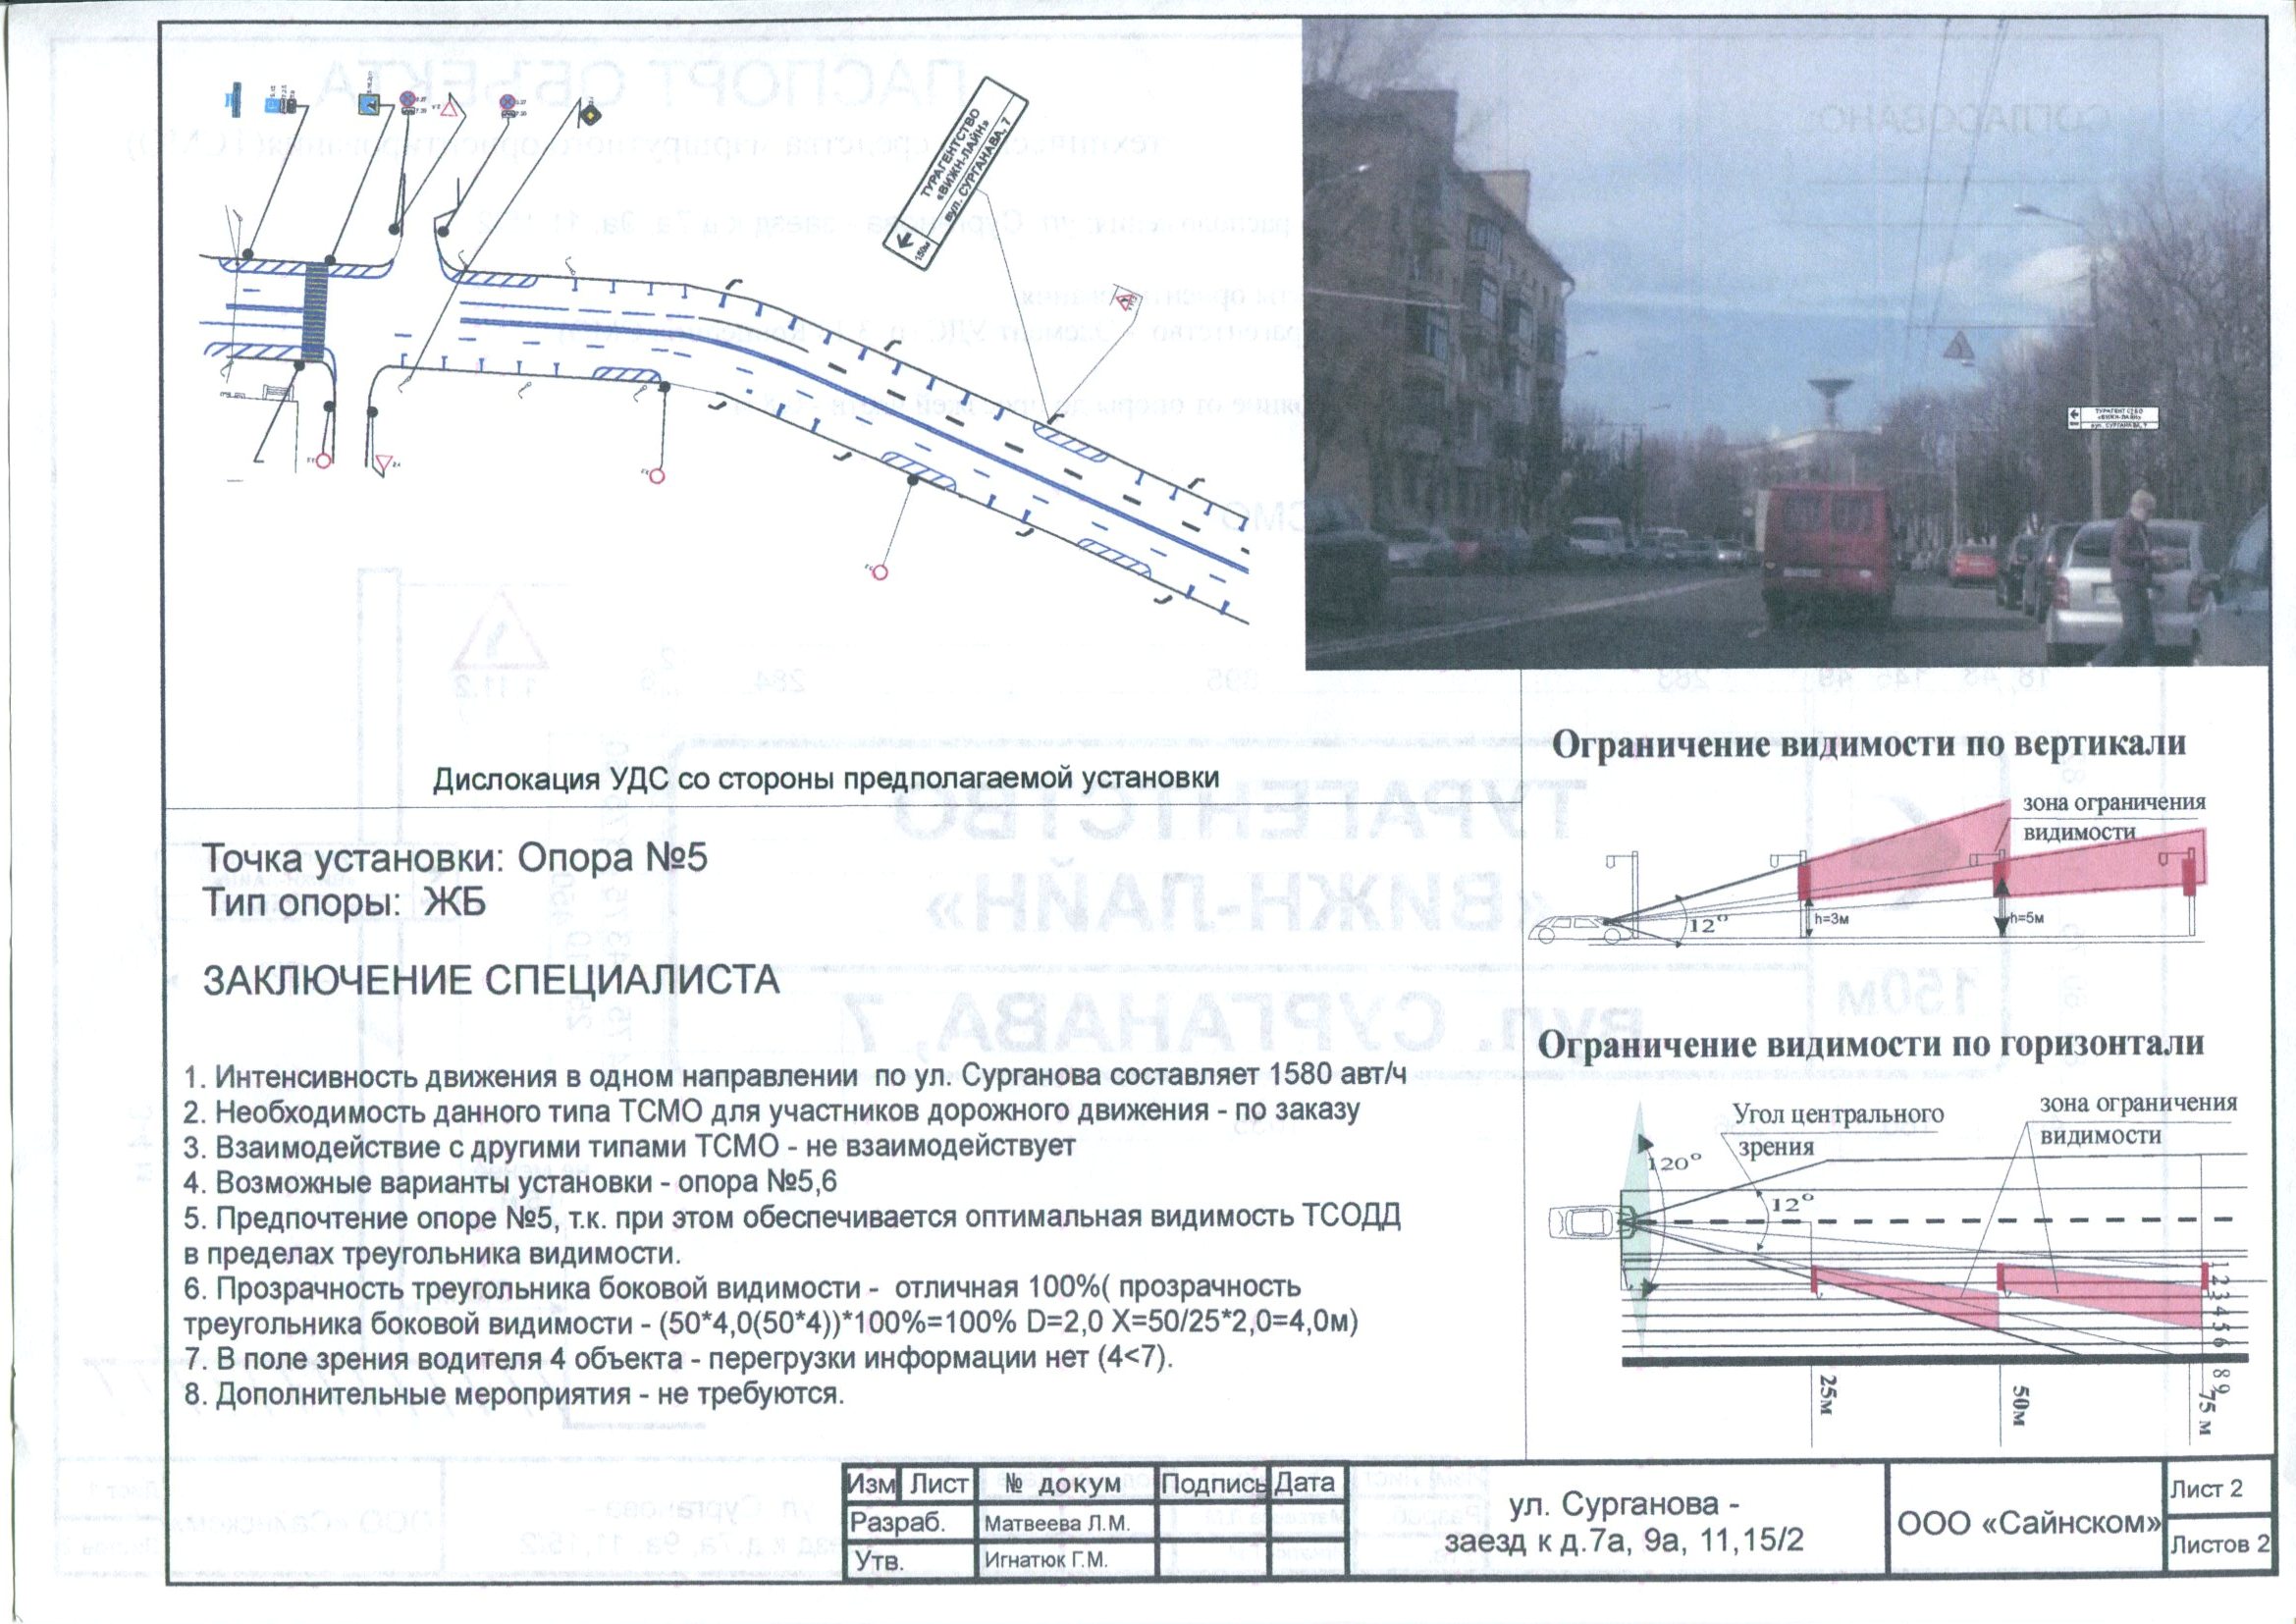 ТУРАГЕНТСТВО
«ВИЖН-ЛАЙН»
вул. СУРГАНАВА, 7
150м
ТУРАГЕНТСТВО
«ВИЖН-ЛАЙН»
вул. СУРГАНАВА, 7
Дислокация УДС со стороны предполагаемой установки
Точка установки: Опора №5
Тип опоры: ЖБ
ЗАКЛЮЧЕНИЕ СПЕЦИАЛИСТА
1. Интенсивность движения в одном направлении по ул. Сурганова составляет 1580 авт/ч
2. Необходимость данного типа ТСМО для участников дорожного движения - по заказу
3. Взаимодействие с другими типами ТСМО - не взаимодействует
4. Возможные варианты установки - опора №5,6
5. Предпочтение опоре №5, т.к. при этом обеспечивается оптимальная видимость ТСОДД
в пределах треугольника видимости.
6. Прозрачность треугольника боковой видимости - отличная 100%( прозрачность
треугольника боковой видимости - (50*4,0(50*4))*100%=100% D=2,0 X=50/25*2,0=4,0м)
7. В поле зрения водителя 4 объекта - перегрузки информации нет (4<7).
8. Дополнительные мероприятия - не требуются.
Ограничение видимости по вертикали
зона ограничения
видимости
12°
h=3м
h=5м
Ограничение видимости по горизонтали
Угол центрального
зрения
зона ограничения
видимости
120°
12°
1 2 3 4 5 6 8 9
25м
50м
75 м
Изм Лист № докум Подпись Дата
Разраб. Матвеева Л.М.
Утв. Игнатюк Г.М.
ул. Сурганова -
заезд к д.7а, 9а, 11,15/2
ООО «Сайнском»
Лист 2
Листов 2